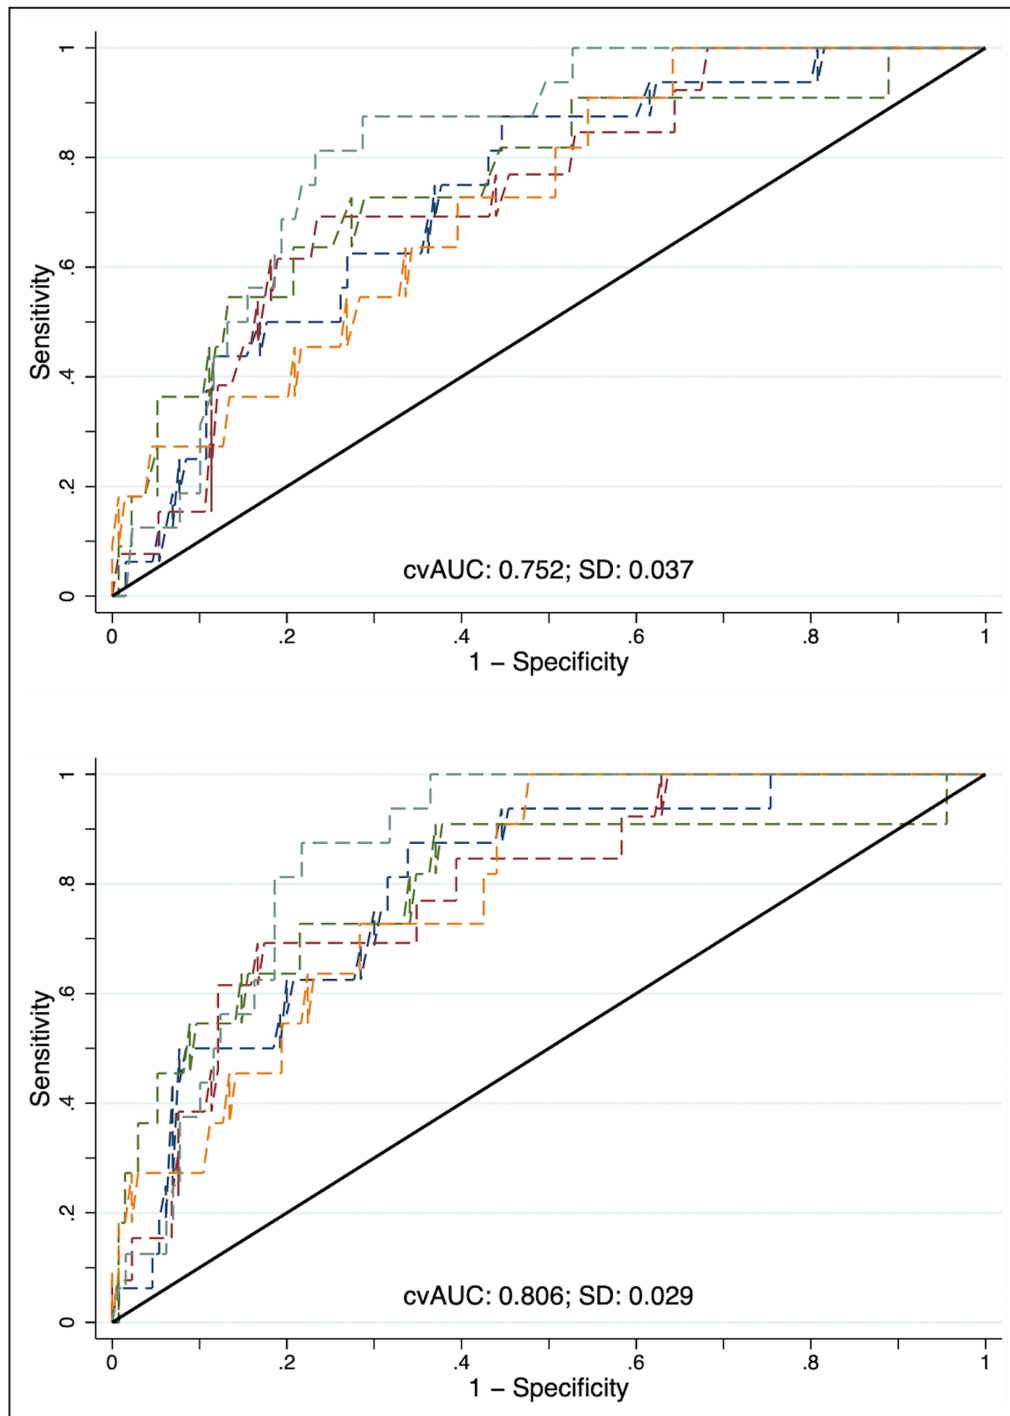 1
.8
.6
.4
.2
0
Sensitivity
cvAUC: 0.752; SD: 0.037
0 .2 .4 .6 .8 1
1 − Specificity
1
.8
.6
.4
.2
0
Sensitivity
cvAUC: 0.806; SD: 0.029
0 .2 .4 .6 .8 1
1 − Specificity